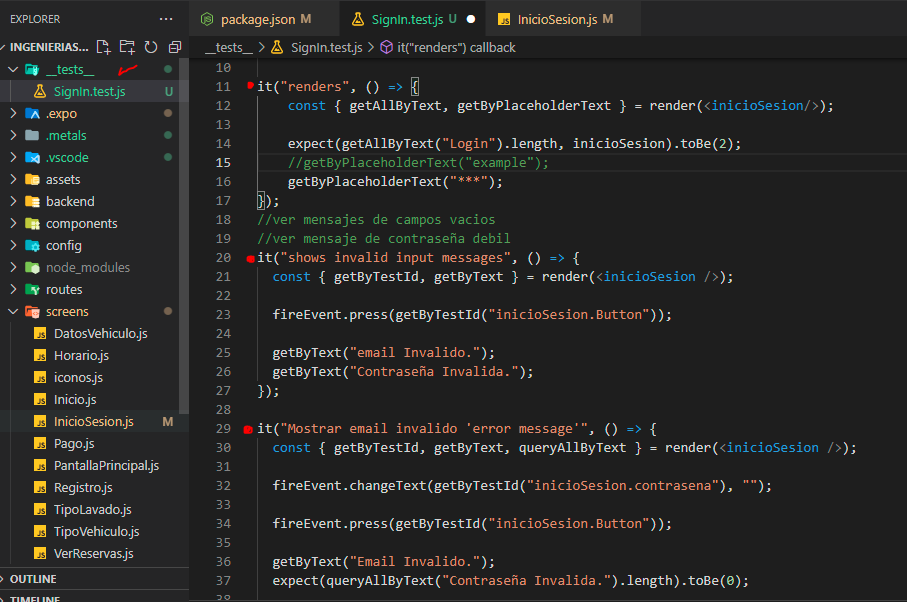 EXPLORER ···
package.json M
SignIn.test.js U
InicioSesion.js M
INGENIERIAS...
__tests__ > SignIn.test.js > it("renders") callback
__tests__
SignIn.test.js U
.expo
.metals
.vscode
assets
backend
components
config
node_modules
routes
screens
DatosVehiculo.js
Horario.js
iconos.js
Inicio.js
InicioSesion.js M
Pago.js
PantallaPrincipal.js
Registro.js
TipoLavado.js
TipoVehiculo.js
VerReservas.js
OUTLINE
TIMELINE
10
11 it("renders", () => {
12 const { getAllByText, getByPlaceholderText } = render(<inicioSesion/>);
13
14 expect(getAllByText("Login").length, inicioSesion).toBe(2);
15 //getByPlaceholderText("example");
16 getByPlaceholderText("***");
17 });
18 //ver mensajes de campos vacios
19 //ver mensaje de contraseña debil
20 it("shows invalid input messages", () => {
21 const { getByTestId, getByText } = render(<inicioSesion />);
22
23 fireEvent.press(getByTestId("inicioSesion.Button"));
24
25 getByText("email Invalido.");
26 getByText("Contraseña Invalida.");
27 });
28
29 it("Mostrar email invalido 'error message'", () => {
30 const { getByTestId, getByText, queryAllByText } = render(<inicioSesion />);
31
32 fireEvent.changeText(getByTestId("inicioSesion.contrasena"), "");
33
34 fireEvent.press(getByTestId("inicioSesion.Button"));
35
36 getByText("Email Invalido.");
37 expect(queryAllByText("Contraseña Invalida.").length).toBe(0);
38